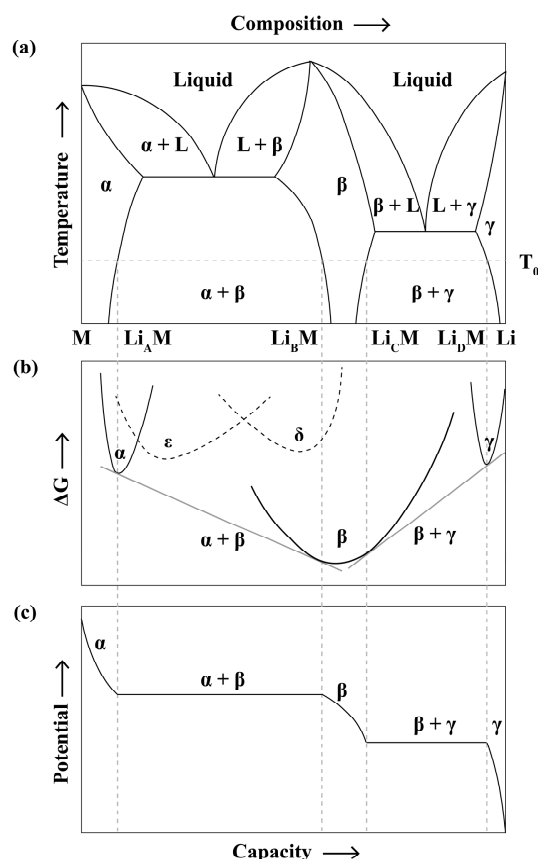 Composition
(a)
Liquid Liquid
α + L L + β
α β β + L L + γ γ
Temperature
T0
α + β β + γ
M LiAM LiBM LiCM LiDM Li
(b)
ε δ
α γ
ΔG
α + β β β + γ
(c)
α
α + β β
β + γ γ
Potential
Capacity